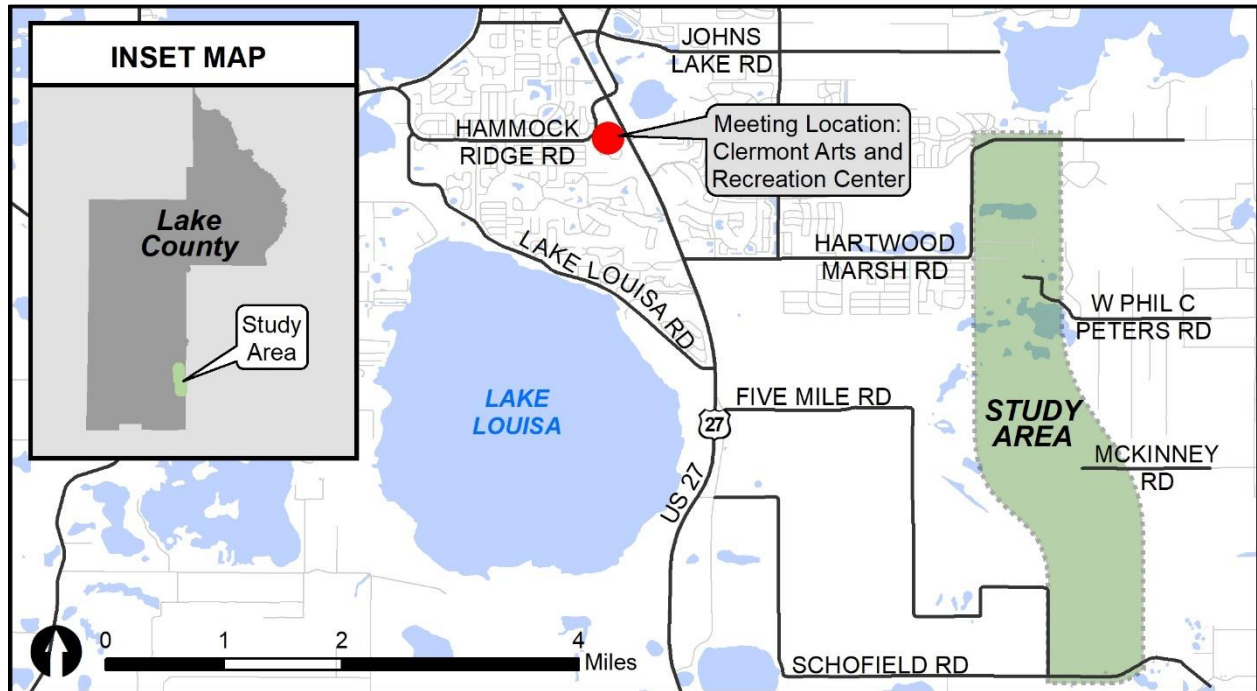 INSET MAP
Lake
County
Study
Area
JOHNS
LAKE RD
HAMMOCK
RIDGE RD
Meeting Location:
Clermont Arts and
Recreation Center
LAKE LOUISA RD
HARTWOOD
MARSH RD
W PHIL C
PETERS RD
LAKE
LOUISA
FIVE MILE RD
27
US 27
STUDY
AREA
MCKINNEY
RD
SCHOFIELD RD
0 1 2 4
Miles